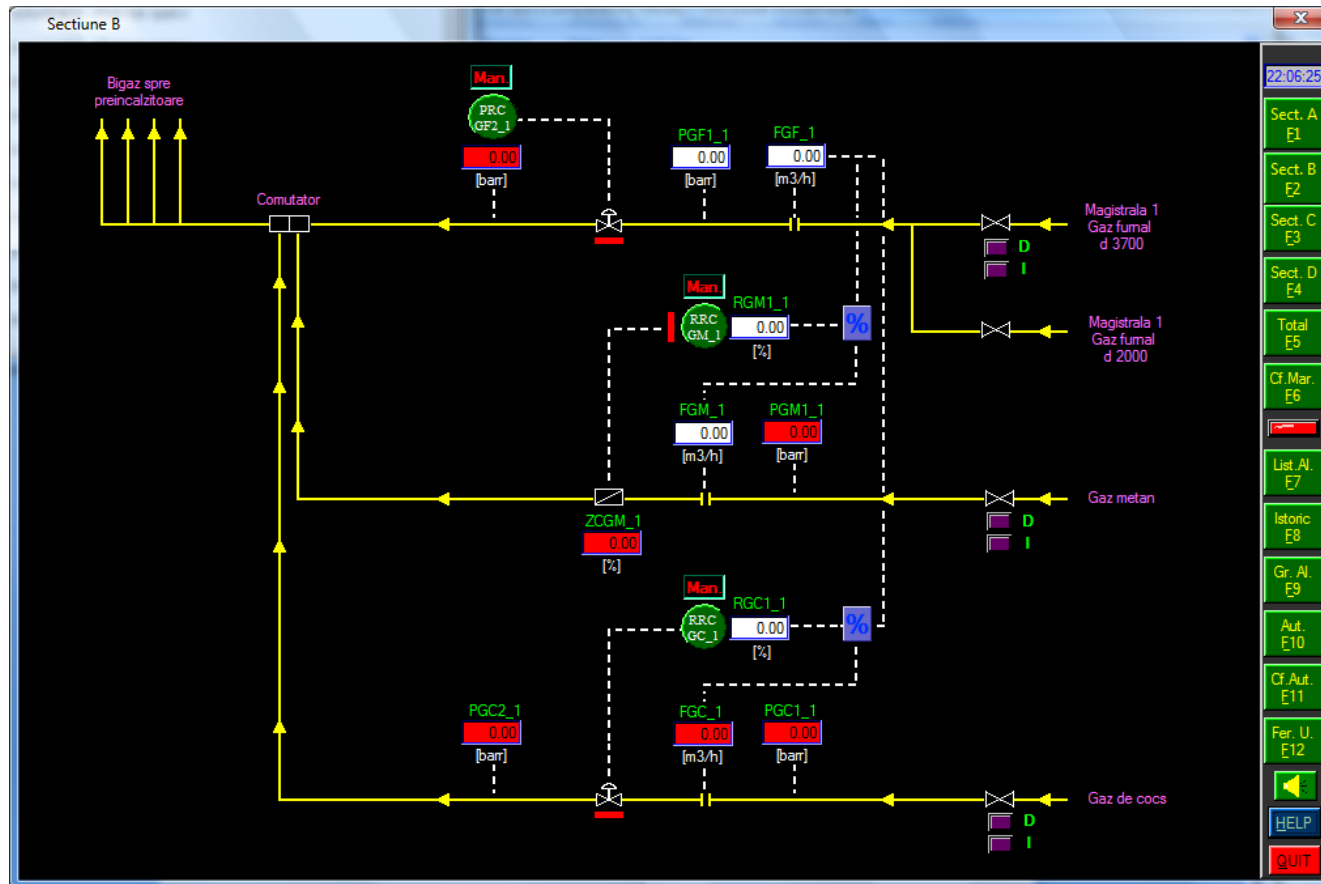 Sectiune B
Bigaz spre
preincalzitoare
Man.
PRC
GF2_1
0.00
[barr]
PGF1_1
0.00
[barr]
FGF_1
0.00
[m3/h]
Comutator
Magistrala 1
Gaz furnal
d 3700
D
I
Man.
RRC
GM_1
RGM1_1
0.00
[%]
%
Magistrala 1
Gaz furnal
d 2000
FGM_1
0.00
[m3/h]
PGM1_1
0.00
[barr]
Gaz metan
D
I
ZCGM_1
0.00
[%]
Man.
RRC
GC_1
RGC1_1
0.00
[%]
%
PGC2_1
0.00
[barr]
FGC_1
0.00
[m3/h]
PGC1_1
0.00
[barr]
Gaz de cocs
D
I
22:06:25
Sect. A
F1
Sect. B
F2
Sect. C
F3
Sect. D
F4
Total
F5
Cf.Mar.
F6
List.Al.
F7
Istoric
F8
Gr. Al.
F9
Aut.
F10
Cf.Aut.
F11
Fer. U.
F12
HELP
QUIT